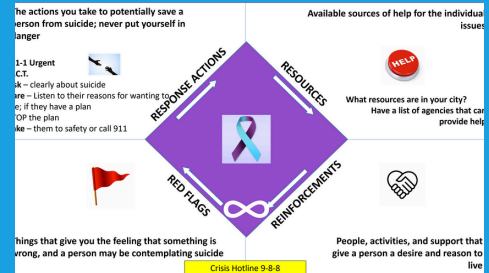 The actions you take to potentially save a
person from suicide; never put yourself in
danger
1-1 Urgent
.C.T.
sk – clearly about suicide
are – Listen to their reasons for wanting to
e; if they have a plan
TOP the plan
ake – them to safety or call 911
Available sources of help for the individual
issues
HELP
What resources are in your city?
Have a list of agencies that can
provide help
RESPONSE ACTIONS
RESOURCES
RED FLAGS
REINFORCEMENTS
Things that give you the feeling that something is
wrong, and a person may be contemplating suicide
People, activities, and support that
give a person a desire and reason to
live
Crisis Hotline 9-8-8